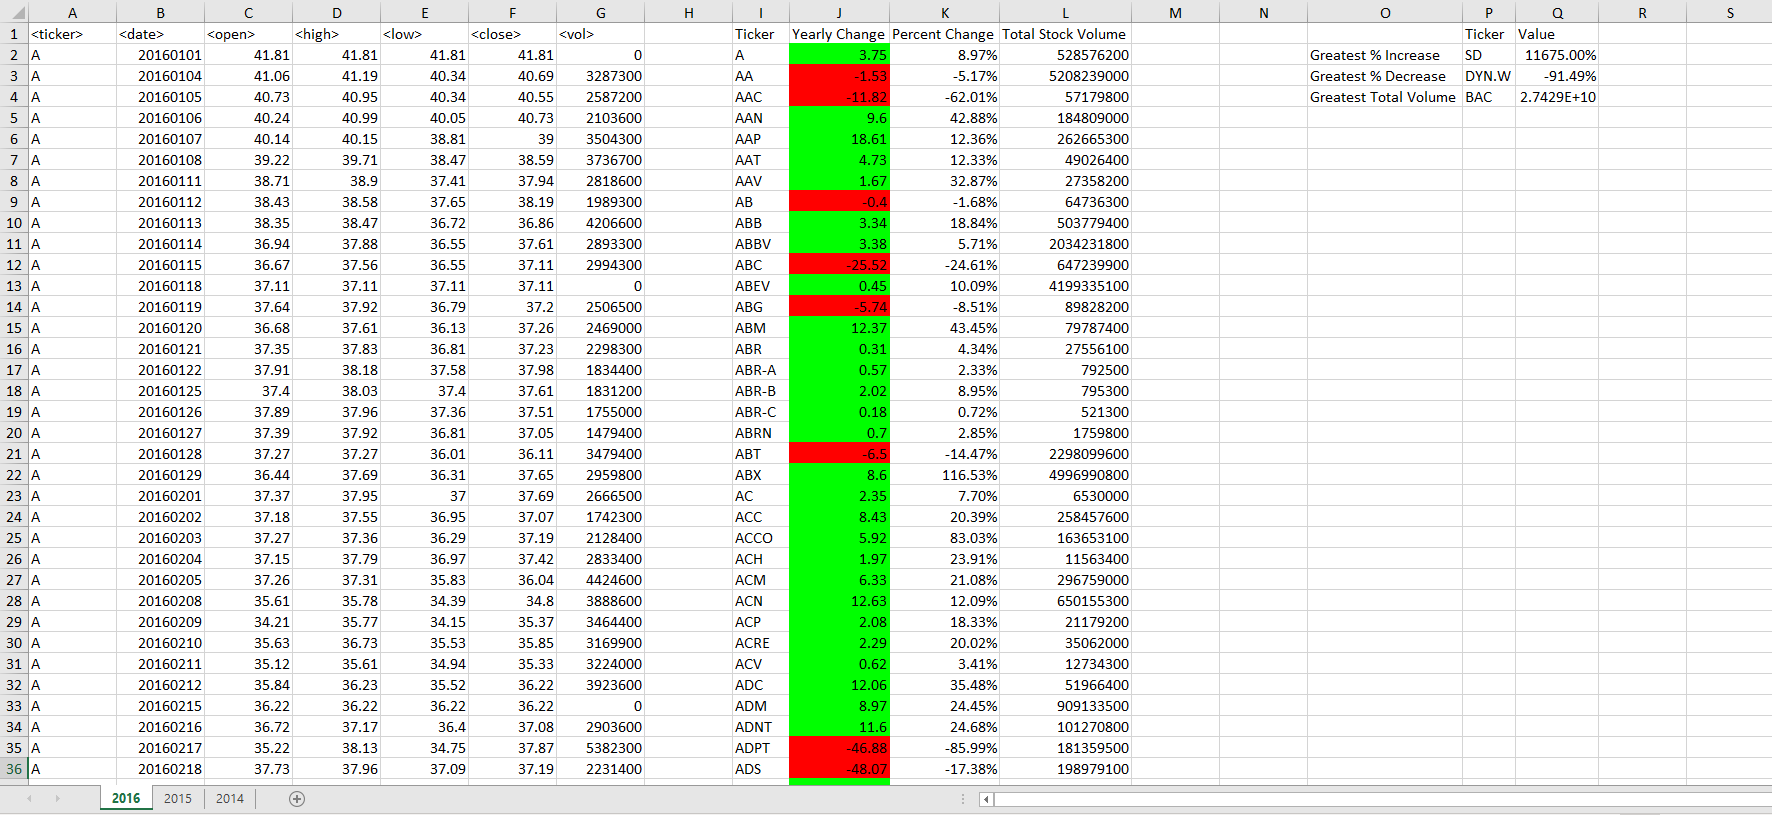 A B C D E F G H I J K L M N O P Q R S
1 <ticker> <date> <open> <high> <low> <close> <vol> Ticker Yearly Change Percent Change Total Stock Volume Ticker Value
2 A 20160101 41.81 41.81 41.81 41.81 0 A 3.75 8.97% 528576200 Greatest % Increase SD 11675.00%
3 A 20160104 41.06 41.19 40.34 40.69 3287300 AA -1.53 -5.17% 5208239000 Greatest % Decrease DYN.W -91.49%
4 A 20160105 40.73 40.95 40.34 40.55 2587200 AAC -11.82 -62.01% 57179800 Greatest Total Volume BAC 2.7429E+10
5 A 20160106 40.24 40.99 40.05 40.73 2103600 AAN 9.6 42.88% 184809000
6 A 20160107 40.14 40.15 38.81 39 3504300 AAP 18.61 12.36% 262665300
7 A 20160108 39.22 39.71 38.47 38.59 3736700 AAT 4.73 12.33% 49026400
8 A 20160111 38.71 38.9 37.41 37.94 2818600 AAV 1.67 32.87% 27358200
9 A 20160112 38.43 38.58 37.65 38.19 1989300 AB -0.4 -1.68% 64736300
10 A 20160113 38.35 38.47 36.72 36.86 4206600 ABB 3.34 18.84% 503779400
11 A 20160114 36.94 37.88 36.55 37.61 2893300 ABBV 3.38 5.71% 2034231800
12 A 20160115 36.67 37.56 36.55 37.11 2994300 ABC -25.52 -24.61% 647239900
13 A 20160118 37.11 37.11 37.11 37.11 0 ABEV 0.45 10.09% 4199335100
14 A 20160119 37.64 37.92 36.79 37.2 2506500 ABG -5.74 -8.51% 89828200
15 A 20160120 36.68 37.61 36.13 37.26 2469000 ABM 12.37 43.45% 79787400
16 A 20160121 37.35 37.83 36.81 37.23 2298300 ABR 0.31 4.34% 27556100
17 A 20160122 37.91 38.18 37.58 37.98 1834400 ABR-A 0.57 2.33% 792500
18 A 20160125 37.4 38.03 37.4 37.61 1831200 ABR-B 2.02 8.95% 795300
19 A 20160126 37.89 37.96 37.36 37.51 1755000 ABR-C 0.18 0.72% 521300
20 A 20160127 37.39 37.92 36.81 37.05 1479400 ABRN 0.7 2.85% 1759800
21 A 20160128 37.27 37.27 36.01 36.11 3479400 ABT -6.5 -14.47% 2298099600
22 A 20160129 36.44 37.69 36.31 37.65 2959800 ABX 8.6 116.53% 4996990800
23 A 20160201 37.37 37.95 37 37.69 2666500 AC 2.35 7.70% 6530000
24 A 20160202 37.18 37.55 36.95 37.07 1742300 ACC 8.43 20.39% 258457600
25 A 20160203 37.27 37.36 36.29 37.19 2128400 ACCO 5.92 83.03% 163653100
26 A 20160204 37.15 37.79 36.97 37.42 2833400 ACH 1.97 23.91% 11563400
27 A 20160205 37.26 37.31 35.83 36.04 4424600 ACM 6.33 21.08% 296759000
28 A 20160208 35.61 35.78 34.39 34.8 3888600 ACN 12.63 12.09% 650155300
29 A 20160209 34.21 35.77 34.15 35.37 3464400 ACP 2.08 18.33% 21179200
30 A 20160210 35.63 36.73 35.53 35.85 3169900 ACRE 2.29 20.02% 35062000
31 A 20160211 35.12 35.61 34.94 35.33 3224000 ACV 0.62 3.41% 12734300
32 A 20160212 35.84 36.23 35.52 36.22 3923600 ADC 12.06 35.48% 51966400
33 A 20160215 36.22 36.22 36.22 36.22 0 ADM 8.97 24.45% 909133500
34 A 20160216 36.72 37.17 36.4 37.08 2903600 ADNT 11.6 24.68% 101270800
35 A 20160217 35.22 38.13 34.75 37.87 5382300 ADPT -46.88 -85.99% 181359500
36 A 20160218 37.73 37.96 37.09 37.19 2231400 ADS -48.07 -17.38% 198979100
2016 2015 2014